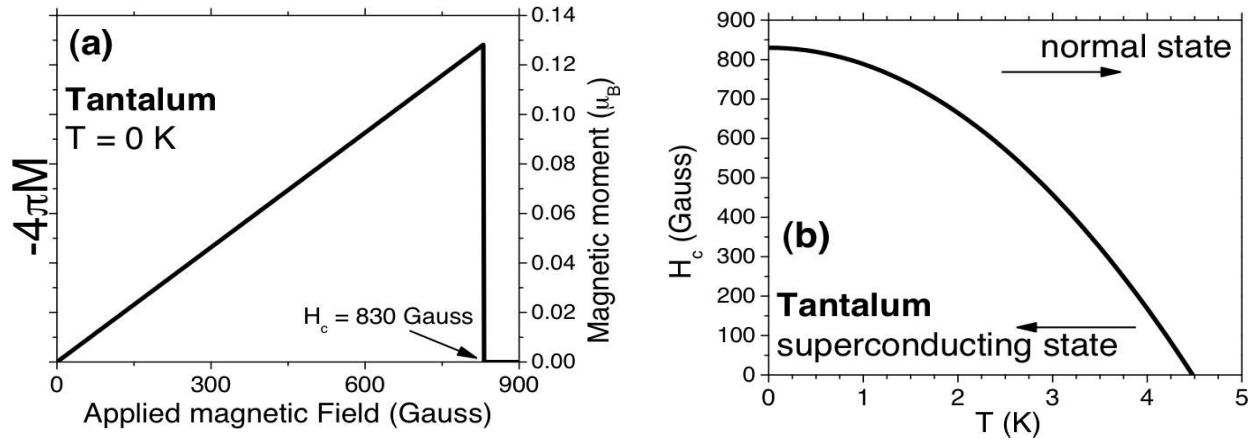 (a)
Tantalum
T = 0 K
-4πM
H_c = 830 Gauss
0.14
0.12
0.10
0.08
0.06
0.04
0.02
0.00
Magnetic moment (μ_B)
0 300 600 900
Applied magnetic Field (Gauss)
900
800
700
600
500
400
300
200
100
0
H_c (Gauss)
normal state
(b)
Tantalum
superconducting state
0 1 2 3 4 5
T (K)